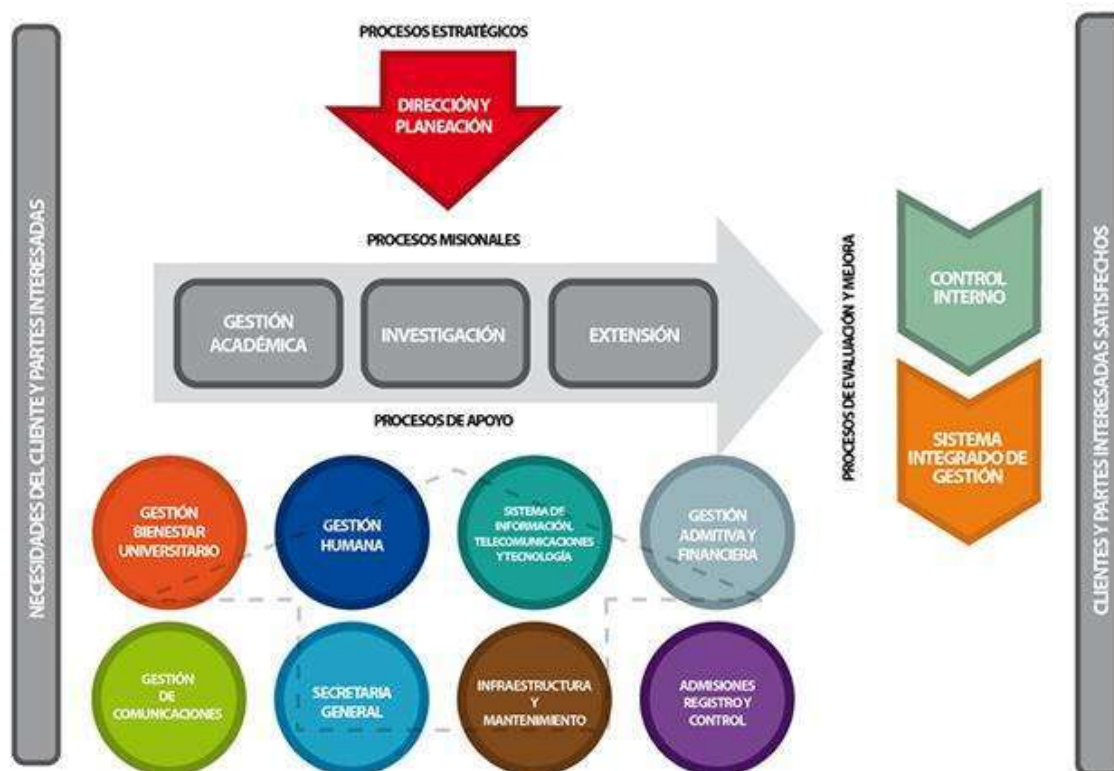 NECESIDADES DEL CLIENTE Y PARTES INTERESADAS
PROCESOS ESTRATÉGICOS
DIRECCIÓN Y
PLANEACIÓN
PROCESOS MISIONALES
GESTIÓN
ACADÉMICA
INVESTIGACIÓN
EXTENSIÓN
PROCESOS DE APOYO
GESTIÓN
BIENESTAR
UNIVERSITARIO
GESTIÓN
HUMANA
SISTEMA DE
INFORMACIÓN,
TELECOMUNICACIONES
Y TECNOLOGÍA
GESTIÓN
ADMITIVA Y
FINANCIERA
GESTIÓN
DE
COMUNICACIONES
SECRETARIA
GENERAL
INFRAESTRUCTURA
Y
MANTENIMIENTO
ADMISIONES
REGISTRO Y
CONTROL
PROCESOS DE EVALUACIÓN Y MEJORA
CONTROL
INTERNO
SISTEMA
INTEGRADO DE
GESTIÓN
CLIENTES Y PARTES INTERESADAS SATISFECHOS